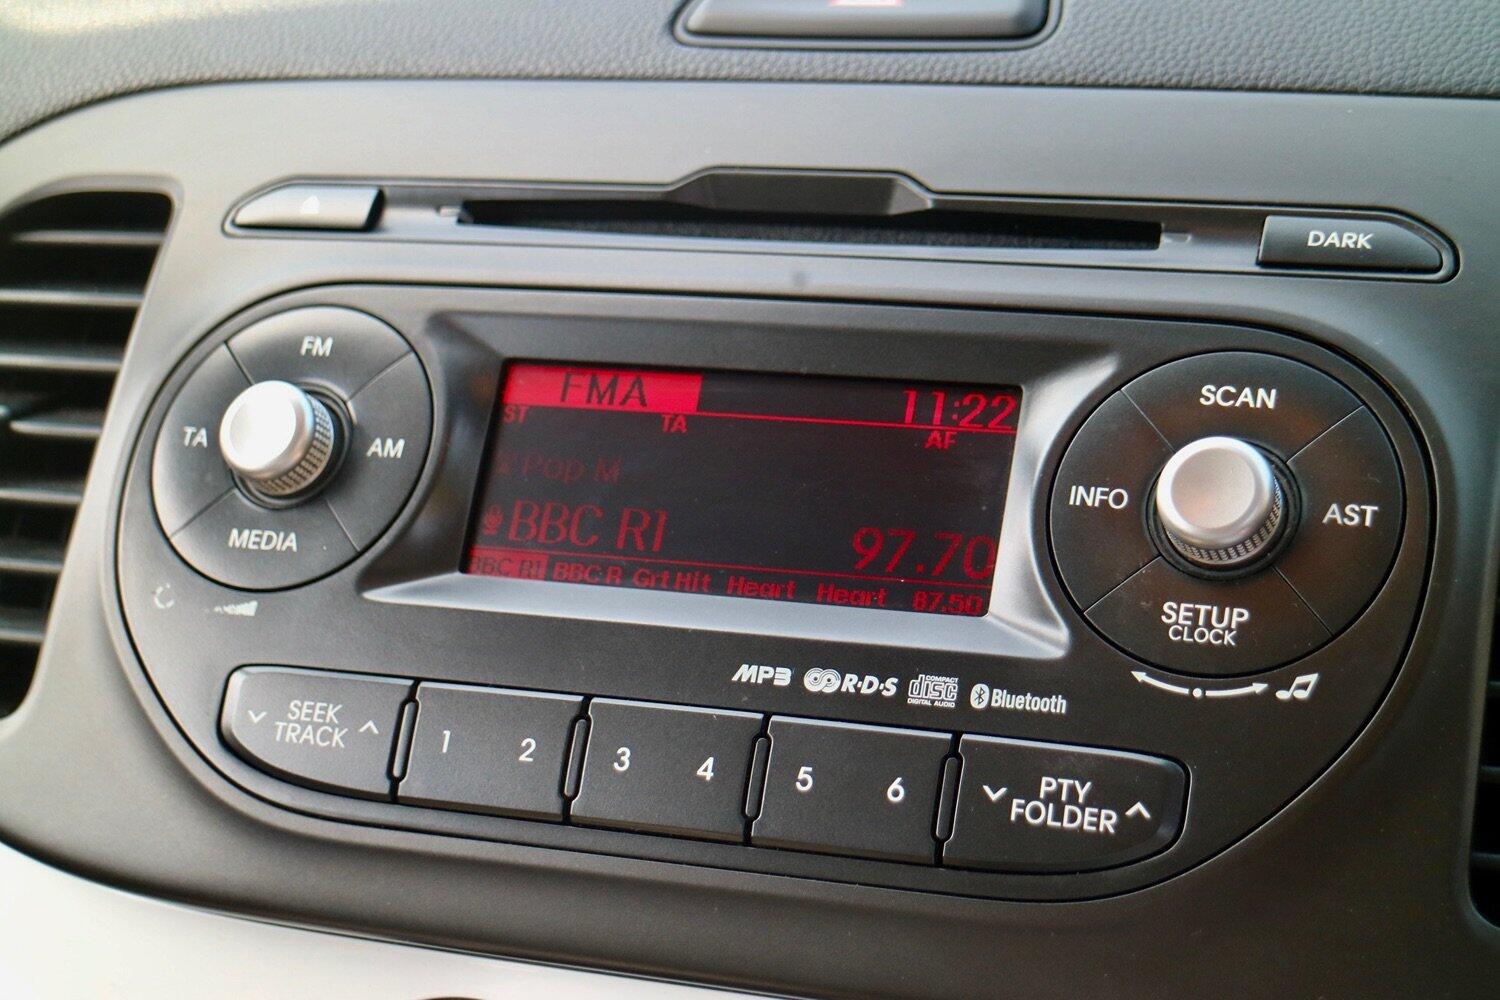 DARK
FM
TA
AM
MEDIA
FMA
11:22
ST
TA
AF
Pop M
BBC R1
97.70
BBC R1 BBC R Grt Hit Heart Heart 87.50
SCAN
INFO
AST
SETUP
CLOCK
MP3 R·D·S COMPACT disc DIGITAL AUDIO Bluetooth
SEEK
TRACK
1 2 3 4 5 6
PTY
FOLDER